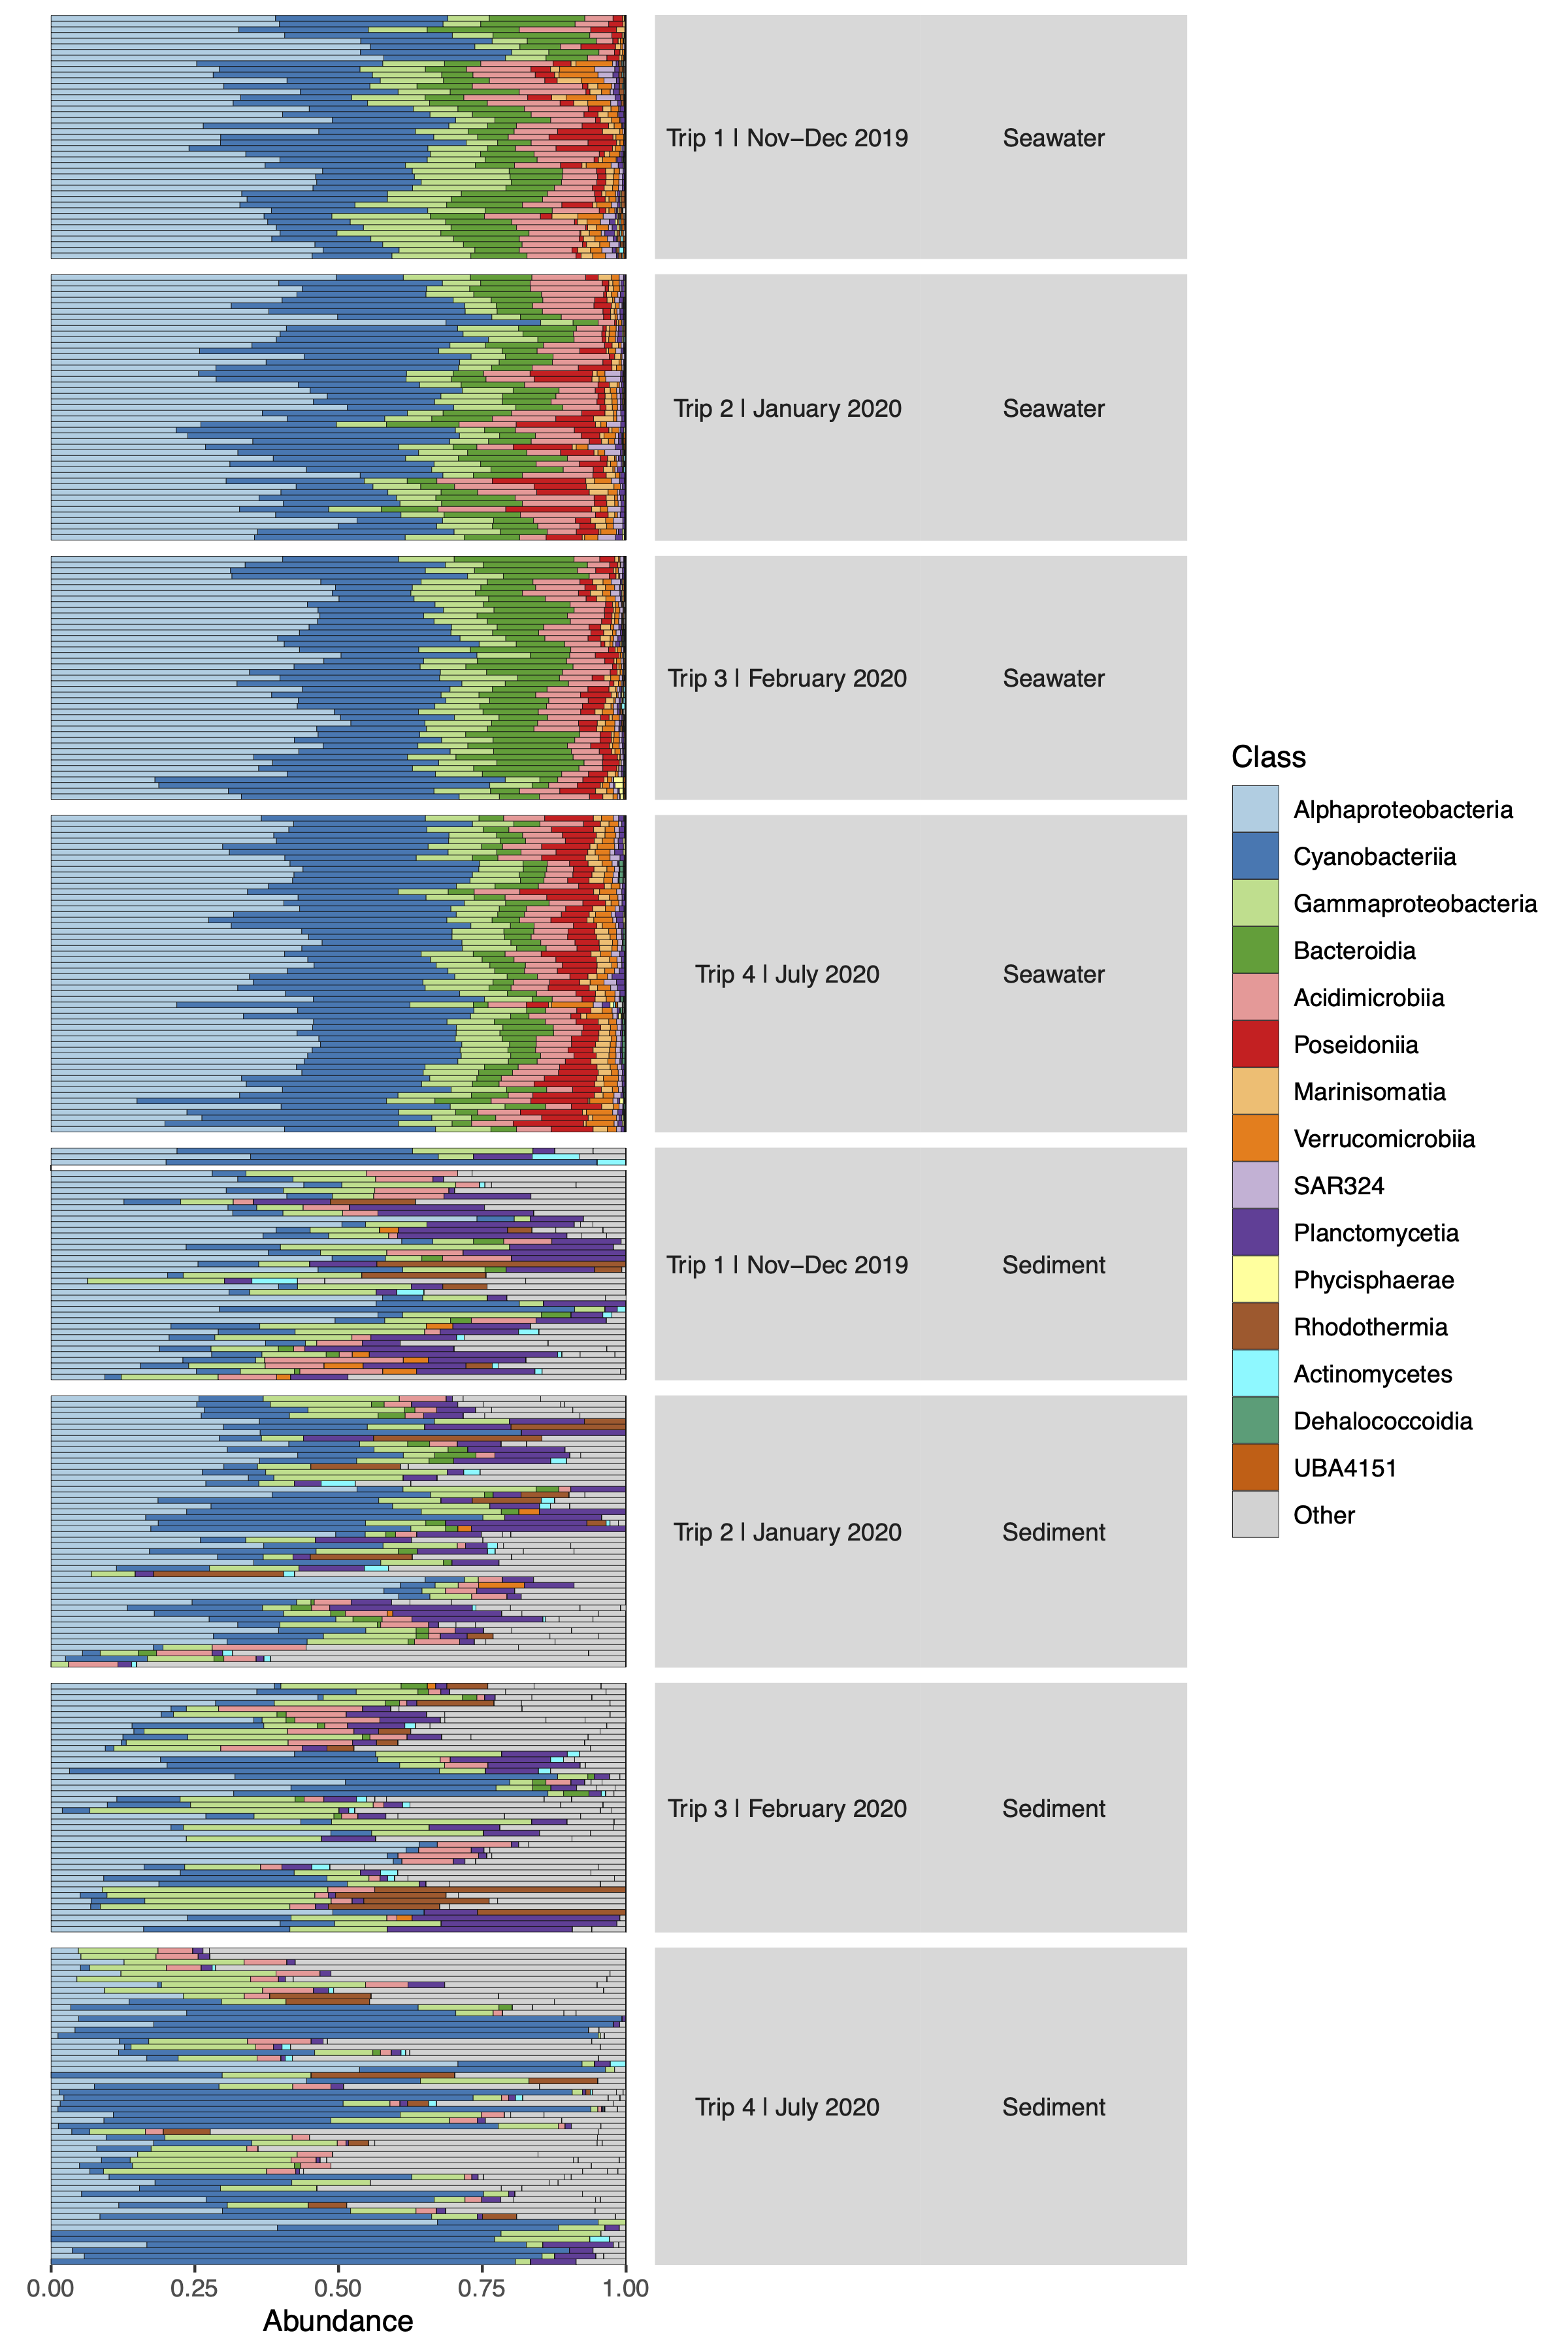 Trip 1 | Nov–Dec 2019 Seawater
Trip 2 | January 2020 Seawater
Trip 3 | February 2020 Seawater
Trip 4 | July 2020 Seawater
Trip 1 | Nov–Dec 2019 Sediment
Trip 2 | January 2020 Sediment
Trip 3 | February 2020 Sediment
Trip 4 | July 2020 Sediment
0.00 0.25 0.50 0.75 1.00
Abundance
Class
Alphaproteobacteria
Cyanobacteriia
Gammaproteobacteria
Bacteroidia
Acidimicrobiia
Poseidoniia
Marinisomatia
Verrucomicrobiia
SAR324
Planctomycetia
Phycisphaerae
Rhodothermia
Actinomycetes
Dehalococcoidia
UBA4151
Other